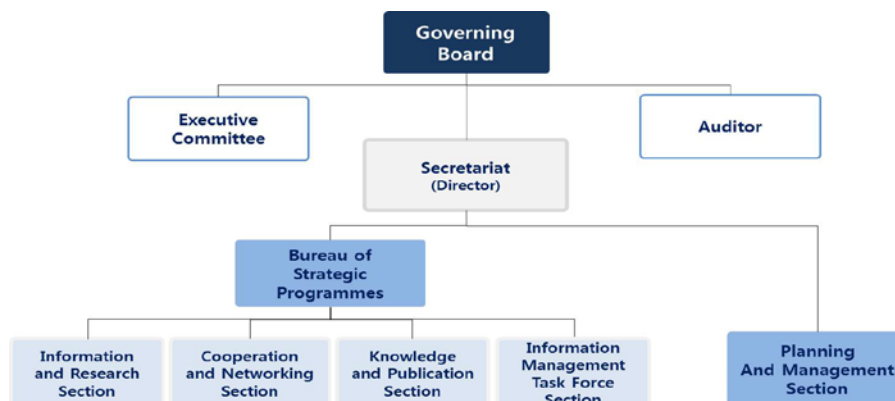 Governing
Board
Executive
Committee
Auditor
Secretariat
(Director)
Bureau of
Strategic
Programmes
Information
and Research
Section
Cooperation
and Networking
Section
Knowledge
and Publication
Section
Information
Management
Task Force
Section
Planning
And Management
Section